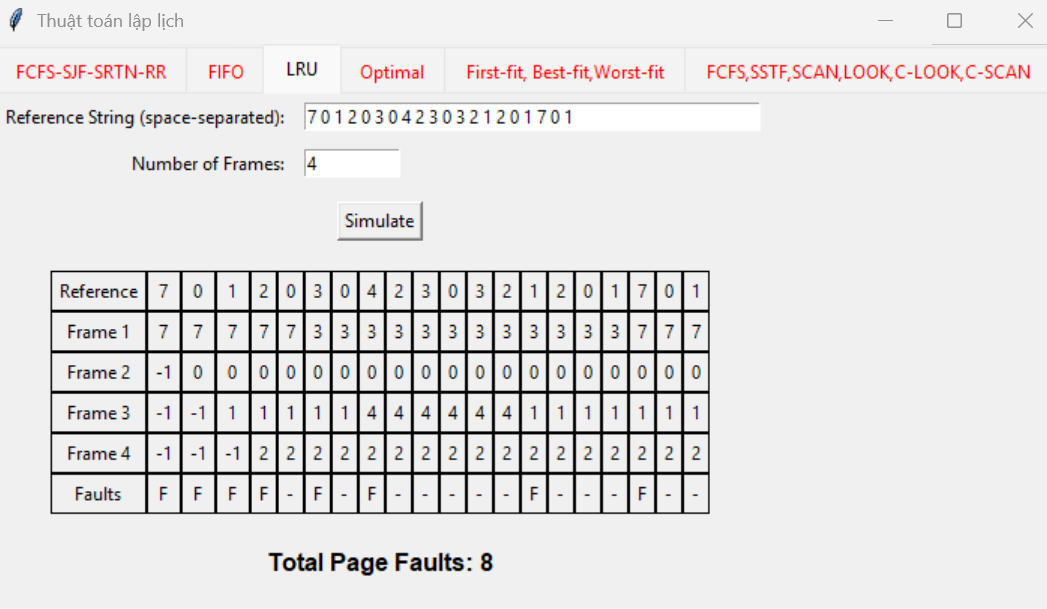 Thuật toán lập lịch
FCFS-SJF-SRTN-RR FIFO LRU Optimal First-fit, Best-fit,Worst-fit FCFS,SSTF,SCAN,LOOK,C-LOOK,C-SCAN
Reference String (space-separated): 7 0 1 2 0 3 0 4 2 3 0 3 2 1 2 0 1 7 0 1
Number of Frames: 4
Simulate
Reference 7 0 1 2 0 3 0 4 2 3 0 3 2 1 2 0 1 7 0 1
Frame 1 7 7 7 7 7 3 3 3 3 3 3 3 3 3 3 3 3 7 7 7
Frame 2 -1 0 0 0 0 0 0 0 0 0 0 0 0 0 0 0 0 0 0 0
Frame 3 -1 -1 1 1 1 1 1 4 4 4 4 4 4 1 1 1 1 1 1 1
Frame 4 -1 -1 -1 2 2 2 2 2 2 2 2 2 2 2 2 2 2 2 2 2
Faults F F F F - F - F - - - - - F - - - F - -
Total Page Faults: 8